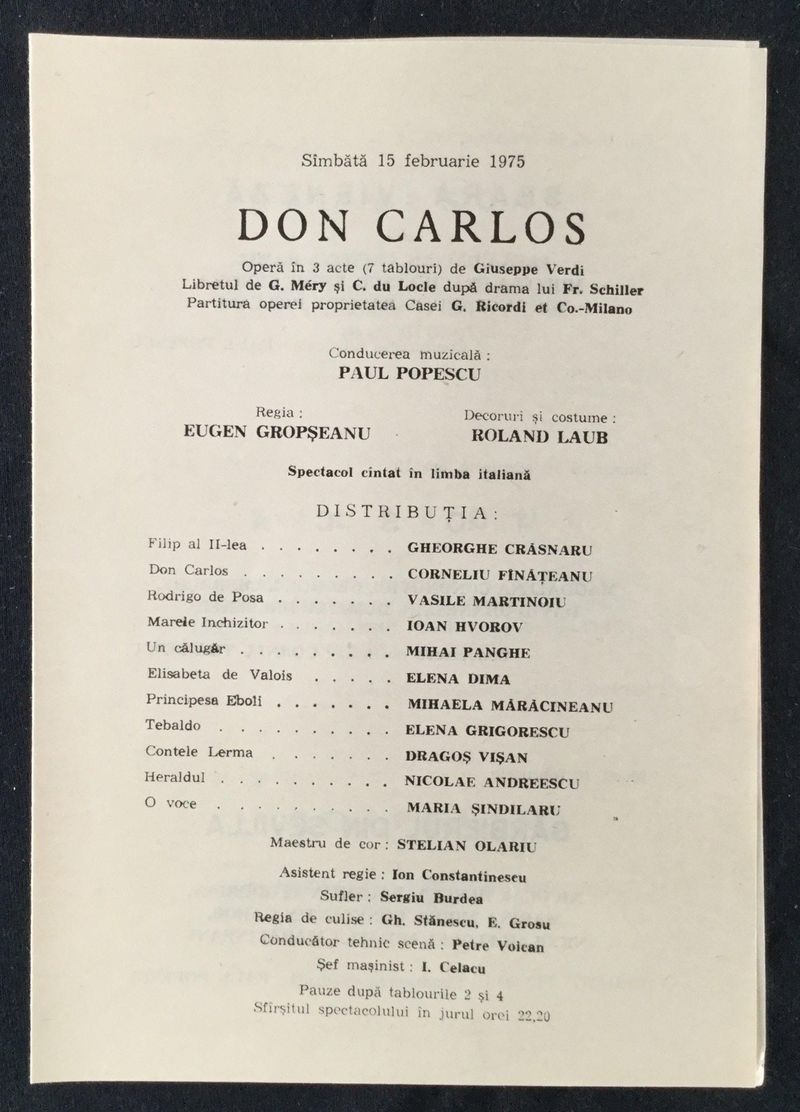 Sîmbătă 15 februarie 1975
DON CARLOS
Operă în 3 acte (7 tablouri) de Giuseppe Verdi
Libretul de G. Méry și C. du Locle după drama lui Fr. Schiller
Partitura operei proprietatea Casei G. Ricordi et Co.-Milano
Conducerea muzicală :
PAUL POPESCU
Regia :
EUGEN GROPȘEANU
Decoruri și costume :
ROLAND LAUB
Spectacol cintat în limba italiană
DISTRIBUȚIA:
Filip al II-lea . . . . . . . . GHEORGHE CRĂSNARU
Don Carlos . . . . . . . . . CORNELIU FÎNĂȚEANU
Rodrigo de Posa . . . . . . . VASILE MARTINOIU
Marele Inchizitor . . . . . . . IOAN HVOROV
Un călugăr . . . . . . . . . MIHAI PANGHE
Elisabeta de Valois . . . . . ELENA DIMA
Principesa Eboli . . . . . . . MIHAELA MĂRĂCINEANU
Tebaldo . . . . . . . . . . ELENA GRIGORESCU
Contele Lerma . . . . . . . DRAGOȘ VIȘAN
Heraldul . . . . . . . . . . NICOLAE ANDREESCU
O voce . . . . . . . . . . MARIA ȘINDILARU
Maestru de cor : STELIAN OLARIU
Asistent regie : Ion Constantinescu
Sufler : Sergiu Burdea
Regia de culise : Gh. Stănescu, E. Grosu
Conducător tehnic scenă : Petre Voican
Șef mașinist : I. Celacu
Pauze după tablourile 2 și 4
Sfîrșitul spectacolului în jurul orei 22,20